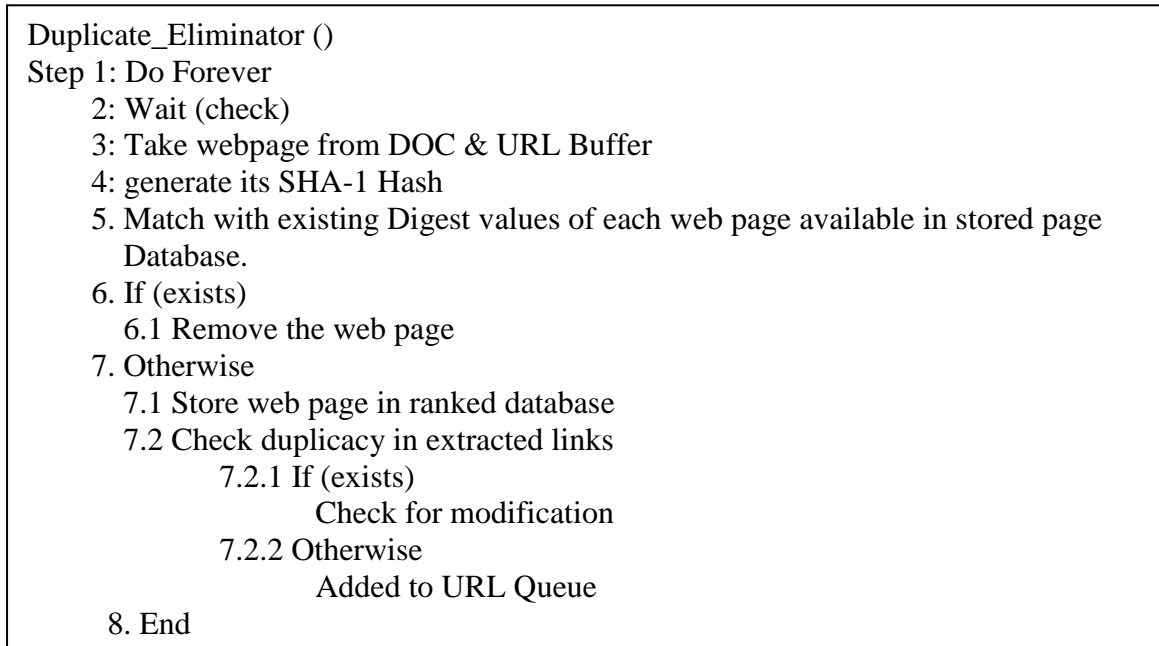 Duplicate_Eliminator ()
Step 1: Do Forever
2: Wait (check)
3: Take webpage from DOC & URL Buffer
4: generate its SHA-1 Hash
5. Match with existing Digest values of each web page available in stored page
Database.
6. If (exists)
6.1 Remove the web page
7. Otherwise
7.1 Store web page in ranked database
7.2 Check duplicacy in extracted links
7.2.1 If (exists)
Check for modification
7.2.2 Otherwise
Added to URL Queue
8. End